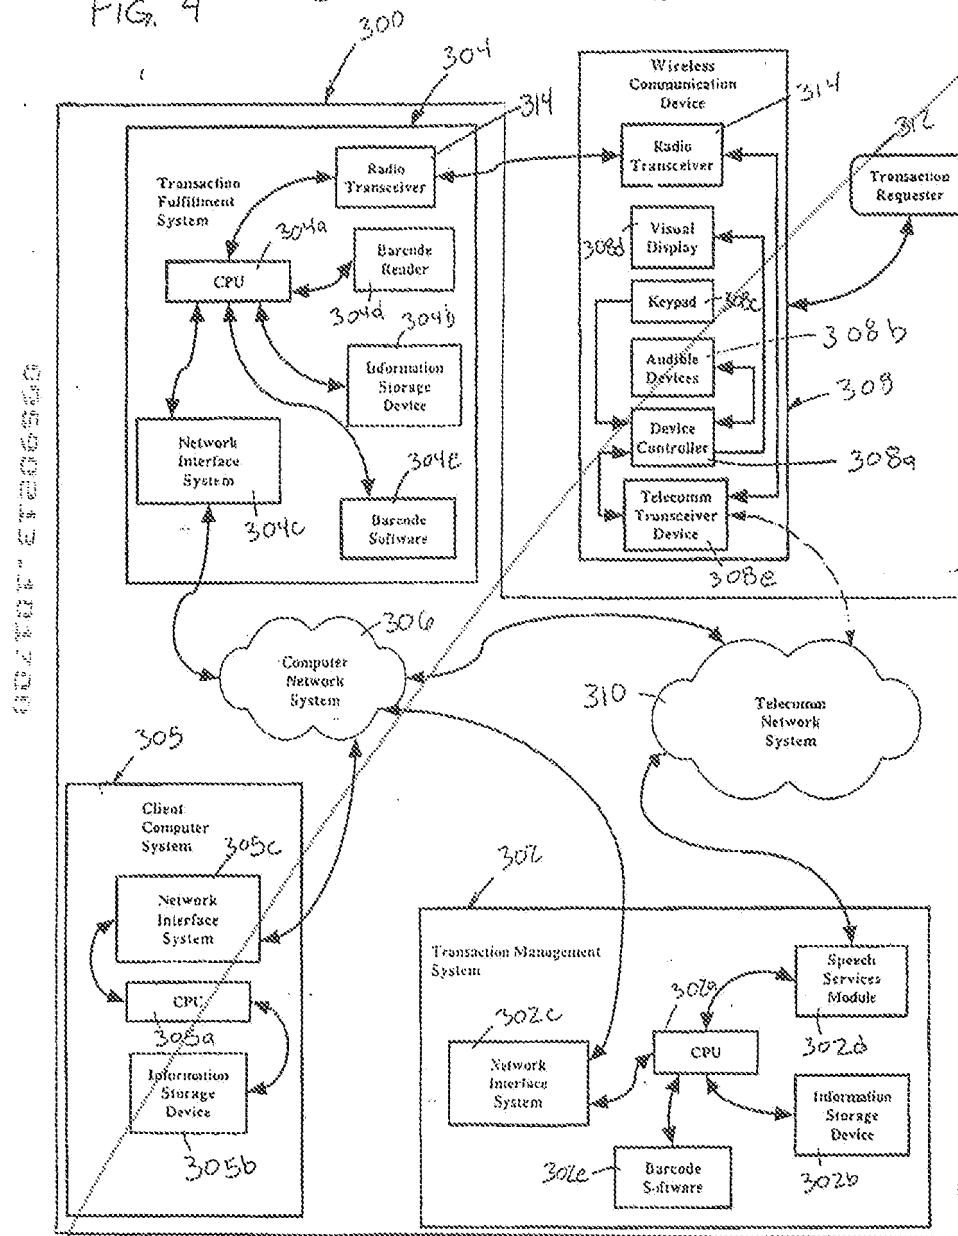 FIG. 4
300
304
314
Radio
Transceiver
Transaction
Fulfillment
System
304a
CPU
Barcode
Reader
304d
304b
Information
Storage
Device
Network
Interface
System
304c
304e
Barcode
Software
Wireless
Communication
Device
314
Radio
Transceiver
312
Transaction
Requester
Visual
Display
308d
Keypad
308c
308b
Audible
Devices
Device
Controller
308a
Telecomm
Transceiver
Device
308e
306
Computer
Network
System
310
Telecomm
Network
System
305
Client
Computer
System
305c
Network
Interface
System
CPU
305a
Information
Storage
Device
305b
302
Transaction Management
System
302c
Network
Interface
System
302a
CPU
Speech
Services
Module
302d
Information
Storage
Device
302b
302e
Barcode
Software